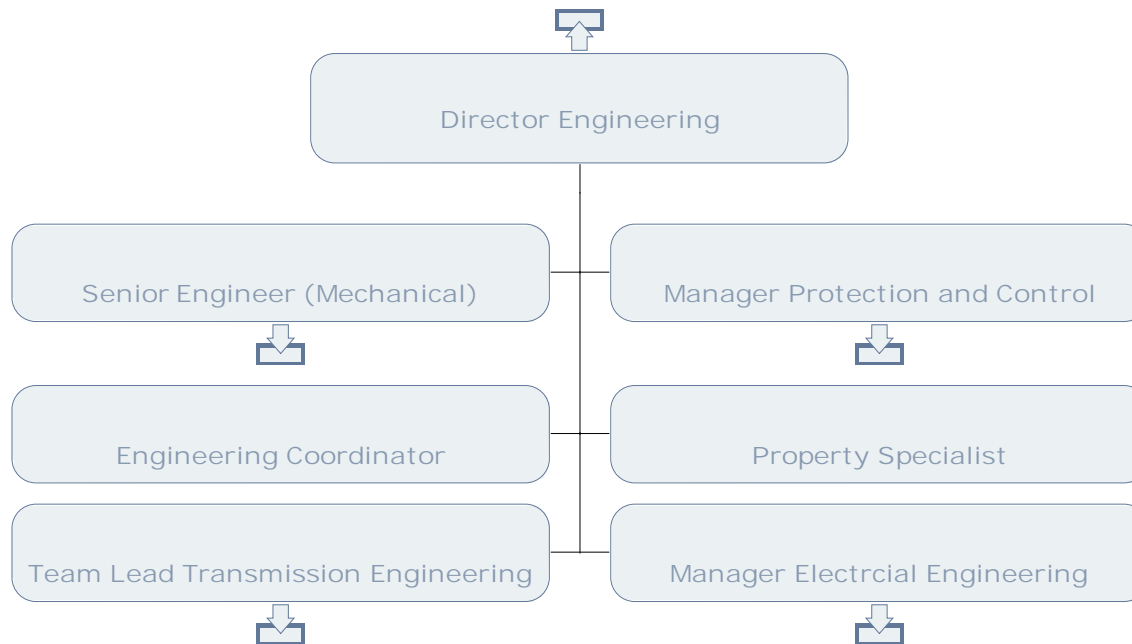 Director Engineering
Senior Engineer (Mechanical)
Manager Protection and Control
Engineering Coordinator
Property Specialist
Team Lead Transmission Engineering
Manager Electrcial Engineering